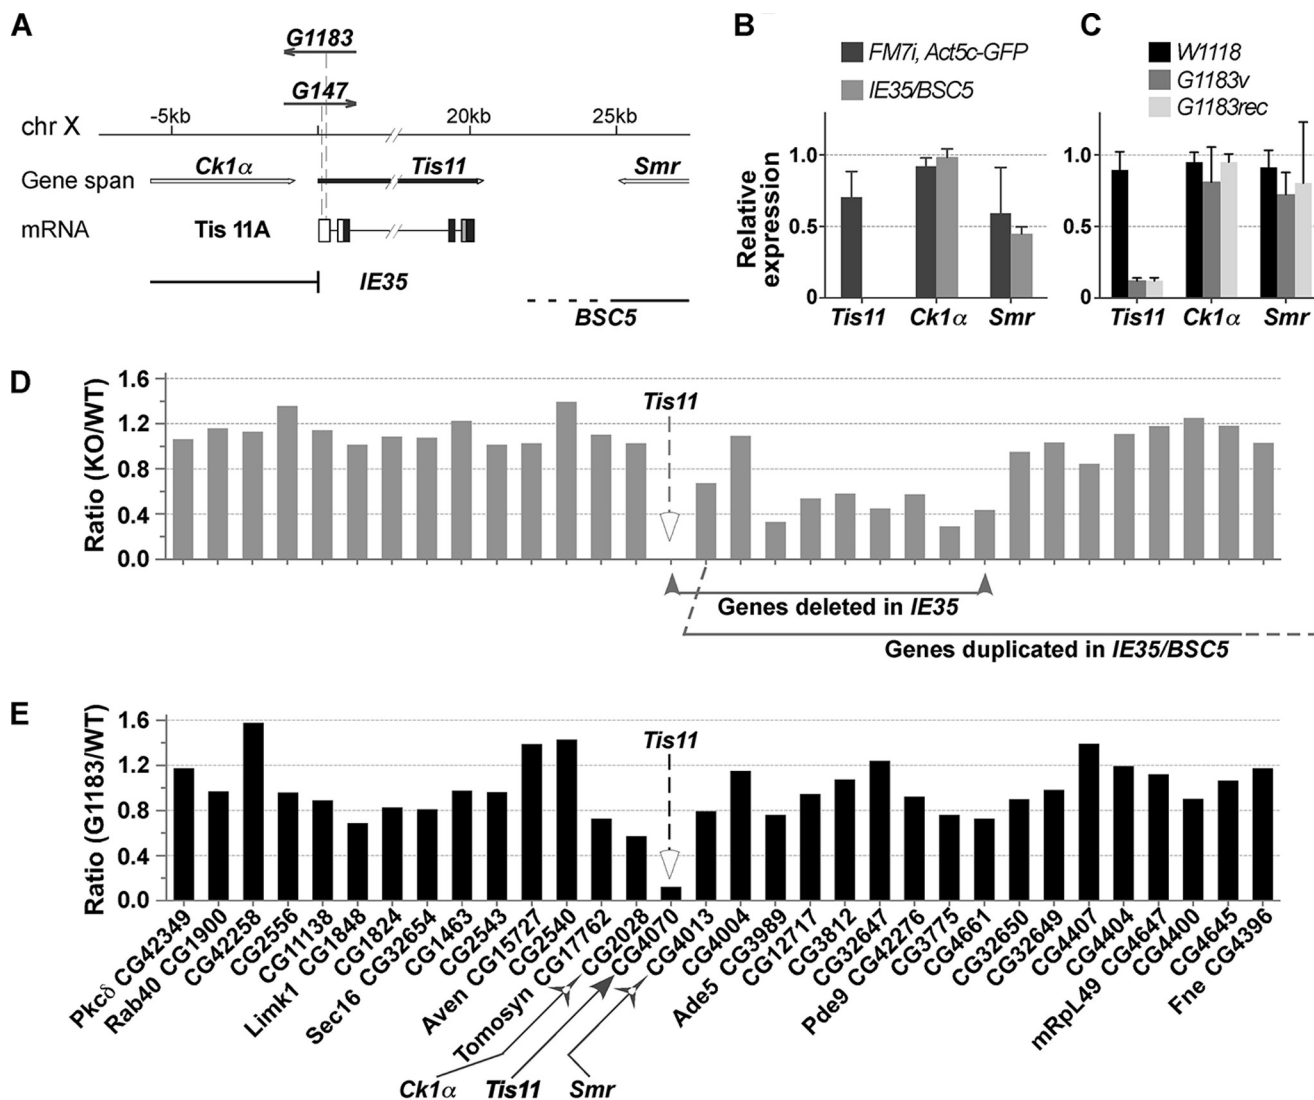 A
G1183
G147
-5kb
20kb
25kb
chr X
Ck1α
Tis11
Smr
Gene span
mRNA
Tis 11A
IE35
BSC5
B
FM7i, Act5c-GFP
IE35/BSC5
Relative
expression
1.0
0.5
0
Tis11
Ck1α
Smr
C
W1118
G1183v
G1183rec
1.0
0.5
0
Tis11
Ck1α
Smr
D
Ratio (KO/WT)
1.6
1.2
0.8
0.4
0.0
Tis11
Genes deleted in IE35
Genes duplicated in IE35/BSC5
E
Ratio (G1183/WT)
1.6
1.2
0.8
0.4
0.0
Tis11
Pkcδ CG42349
Rab40 CG1900
CG42258
CG2556
CG11138
Limk1 CG1848
CG1824
Sec16 CG32654
CG1463
CG2543
Aven CG15727
CG2540
Tomosyn CG17762
CG2028
CG4070
CG4013
CG4004
Ade5 CG3989
CG12717
CG3812
CG32647
Pde9 CG42276
CG3775
CG4661
CG32650
CG32649
CG4407
CG4404
mRpL49 CG4647
CG4400
CG4645
Fne CG4396
Ck1α
Tis11
Smr